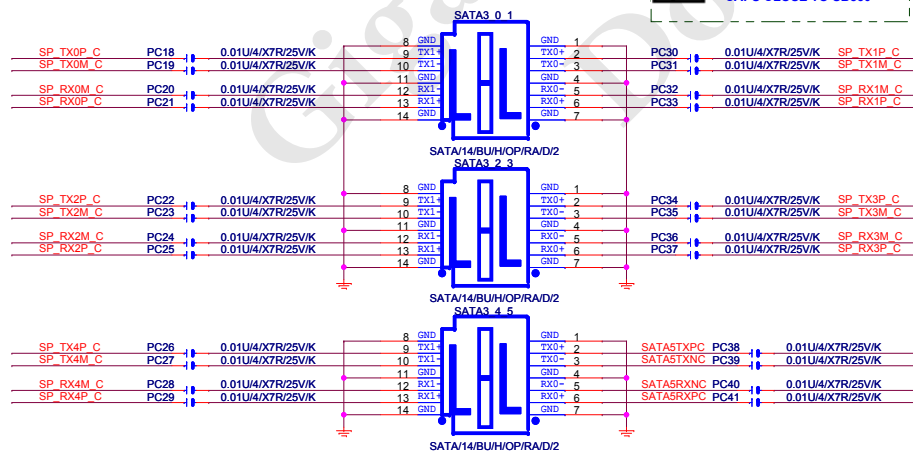 SATA3_0_1
8 GND GND 1
SP_TX0P_C PC18 0.01U/4/X7R/25V/K 9 TX1+ TX0+ 2 PC30 0.01U/4/X7R/25V/K SP_TX1P_C
SP_TX0M_C PC19 0.01U/4/X7R/25V/K 10 TX1- TX0- 3 PC31 0.01U/4/X7R/25V/K SP_TX1M_C
11 GND GND 4
SP_RX0M_C PC20 0.01U/4/X7R/25V/K 12 RX1- RX0- 5 PC32 0.01U/4/X7R/25V/K SP_RX1M_C
SP_RX0P_C PC21 0.01U/4/X7R/25V/K 13 RX1+ RX0+ 6 PC33 0.01U/4/X7R/25V/K SP_RX1P_C
14 GND GND 7
SATA/14/BU/H/OP/RA/D/2
SATA3_2_3
8 GND GND 1
SP_TX2P_C PC22 0.01U/4/X7R/25V/K 9 TX1+ TX0+ 2 PC34 0.01U/4/X7R/25V/K SP_TX3P_C
SP_TX2M_C PC23 0.01U/4/X7R/25V/K 10 TX1- TX0- 3 PC35 0.01U/4/X7R/25V/K SP_TX3M_C
11 GND GND 4
SP_RX2M_C PC24 0.01U/4/X7R/25V/K 12 RX1- RX0- 5 PC36 0.01U/4/X7R/25V/K SP_RX3M_C
SP_RX2P_C PC25 0.01U/4/X7R/25V/K 13 RX1+ RX0+ 6 PC37 0.01U/4/X7R/25V/K SP_RX3P_C
14 GND GND 7
SATA/14/BU/H/OP/RA/D/2
SATA3_4_5
8 GND GND 1
SP_TX4P_C PC26 0.01U/4/X7R/25V/K 9 TX1+ TX0+ 2 SATA5TXPC PC38 0.01U/4/X7R/25V/K
SP_TX4M_C PC27 0.01U/4/X7R/25V/K 10 TX1- TX0- 3 SATA5TXNC PC39 0.01U/4/X7R/25V/K
11 GND GND 4
SP_RX4M_C PC28 0.01U/4/X7R/25V/K 12 RX1- RX0- 5 SATA5RXNC PC40 0.01U/4/X7R/25V/K
SP_RX4P_C PC29 0.01U/4/X7R/25V/K 13 RX1+ RX0+ 6 SATA5RXPC PC41 0.01U/4/X7R/25V/K
14 GND GND 7
SATA/14/BU/H/OP/RA/D/2